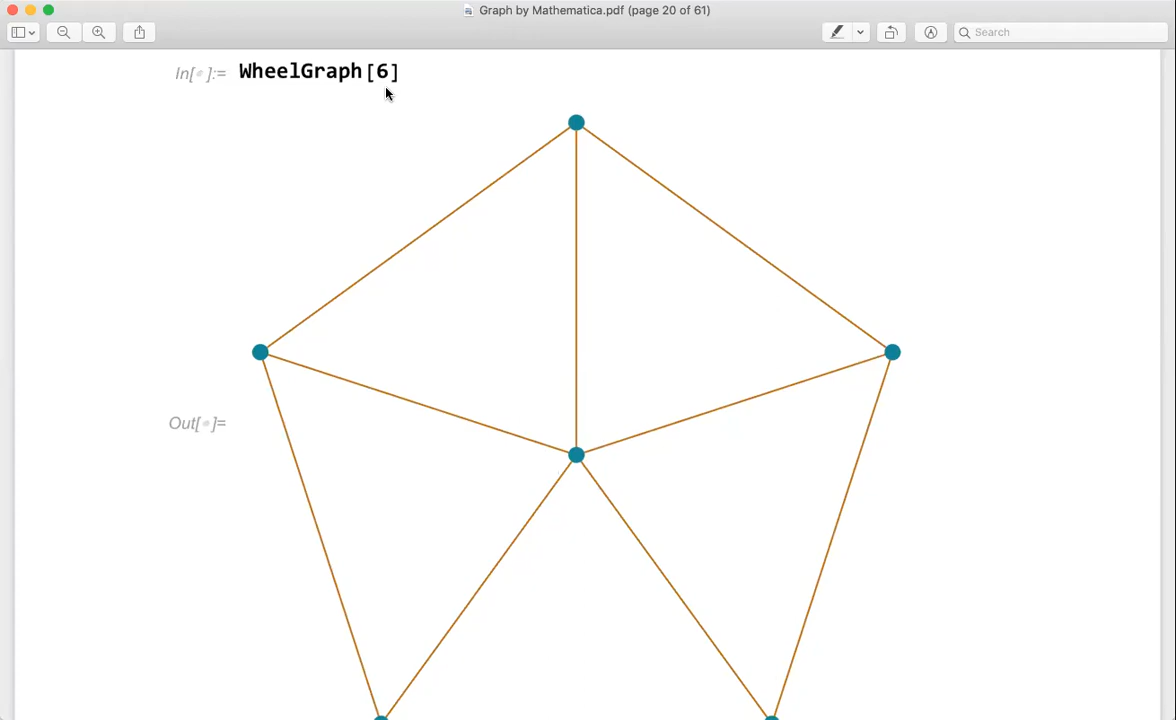 Graph by Mathematica.pdf (page 20 of 61)
Search
In[ ]:= WheelGraph[6]
Out[ ]=